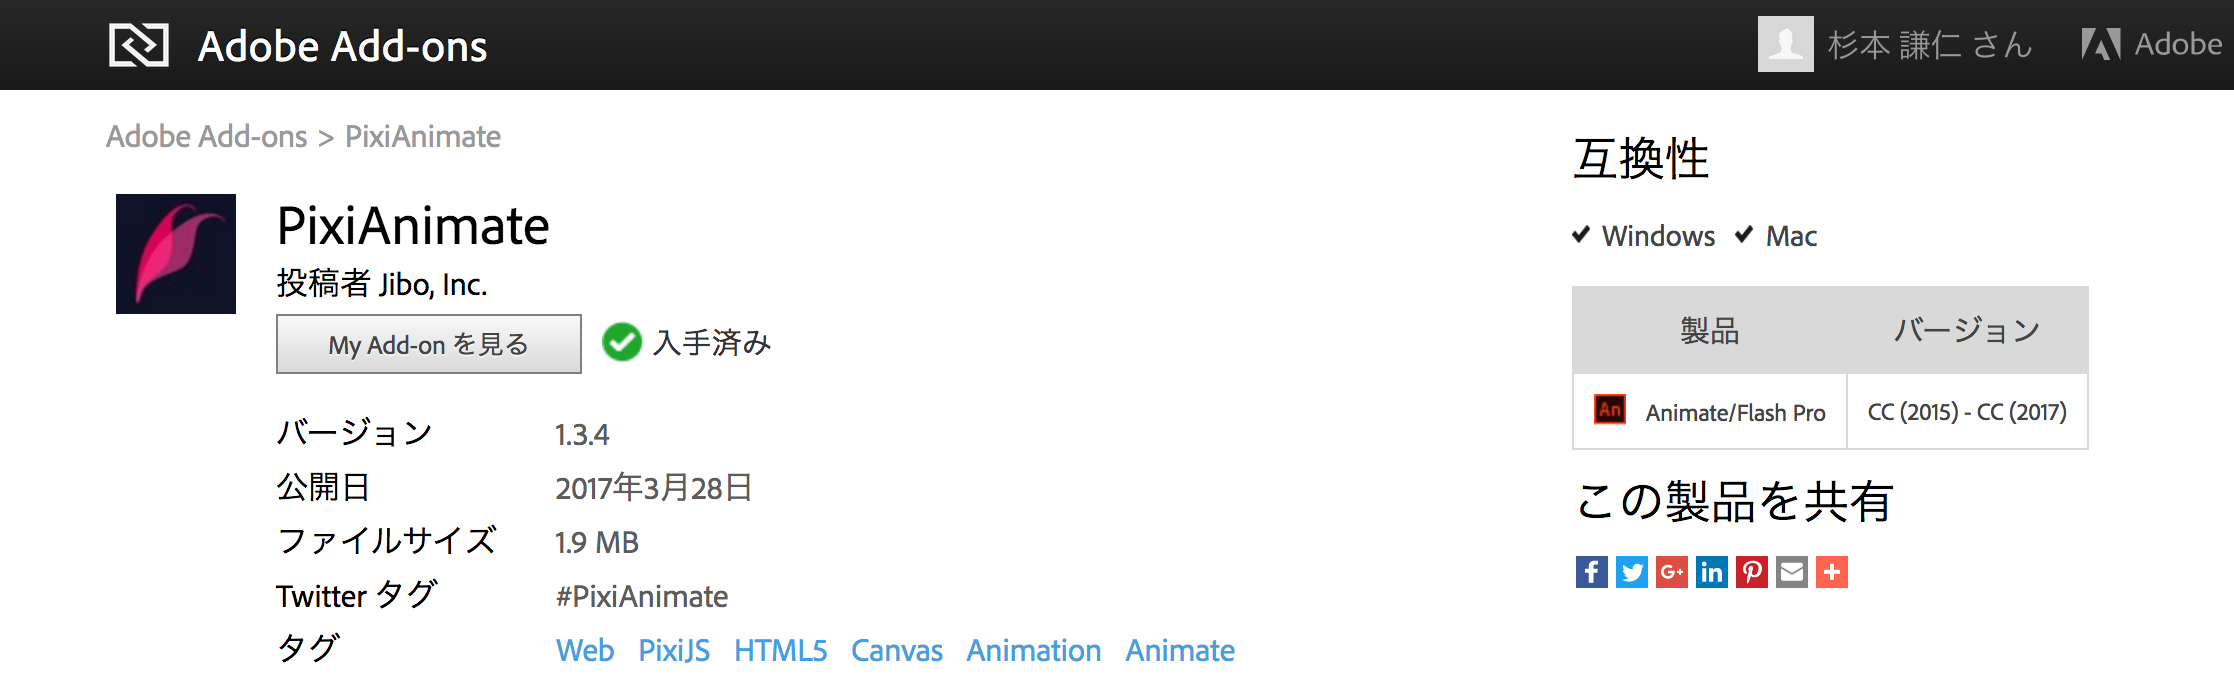 Adobe Add-ons
杉本 謙仁 さん
Adobe
Adobe Add-ons > PixiAnimate
PixiAnimate
投稿者 Jibo, Inc.
My Add-on を見る
入手済み
バージョン 1.3.4
公開日 2017年3月28日
ファイルサイズ 1.9 MB
Twitter タグ #PixiAnimate
タグ Web PixiJS HTML5 Canvas Animation Animate
互換性
Windows Mac
製品 バージョン
An Animate/Flash Pro CC (2015) - CC (2017)
この製品を共有